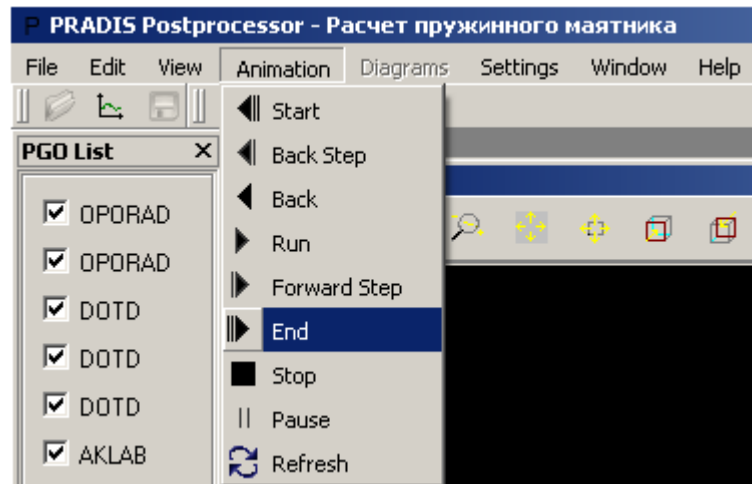 P PRADIS Postprocessor - Расчет пружинного маятника
File Edit View Animation Diagrams Settings Window Help
PGO List
OPORAD
OPORAD
DOTD
DOTD
DOTD
AKLAB
Start
Back Step
Back
Run
Forward Step
End
Stop
Pause
Refresh